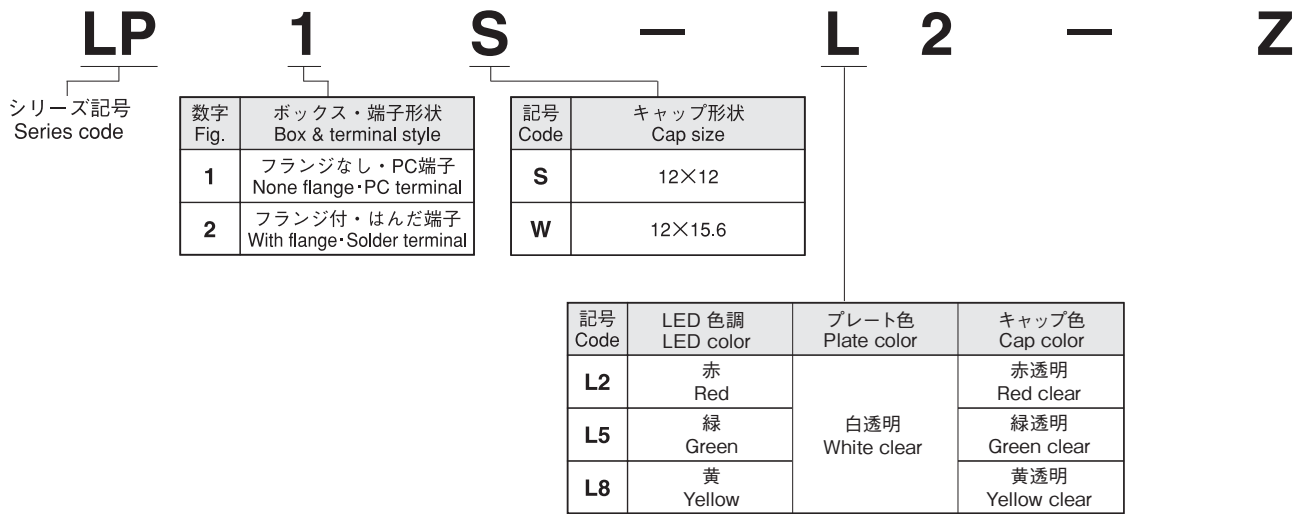 LP 1 S － L 2 － Z
シリーズ記号
Series code
数字 Fig.
ボックス・端子形状
Box & terminal style
1
フランジなし・PC端子
None flange･PC terminal
2
フランジ付・はんだ端子
With flange･Solder terminal
記号 Code
キャップ形状
Cap size
S
12×12
W
12×15.6
記号 Code
LED 色調
LED color
プレート色
Plate color
キャップ色
Cap color
L2
赤
Red
白透明
White clear
赤透明
Red clear
L5
緑
Green
緑透明
Green clear
L8
黄
Yellow
黄透明
Yellow clear